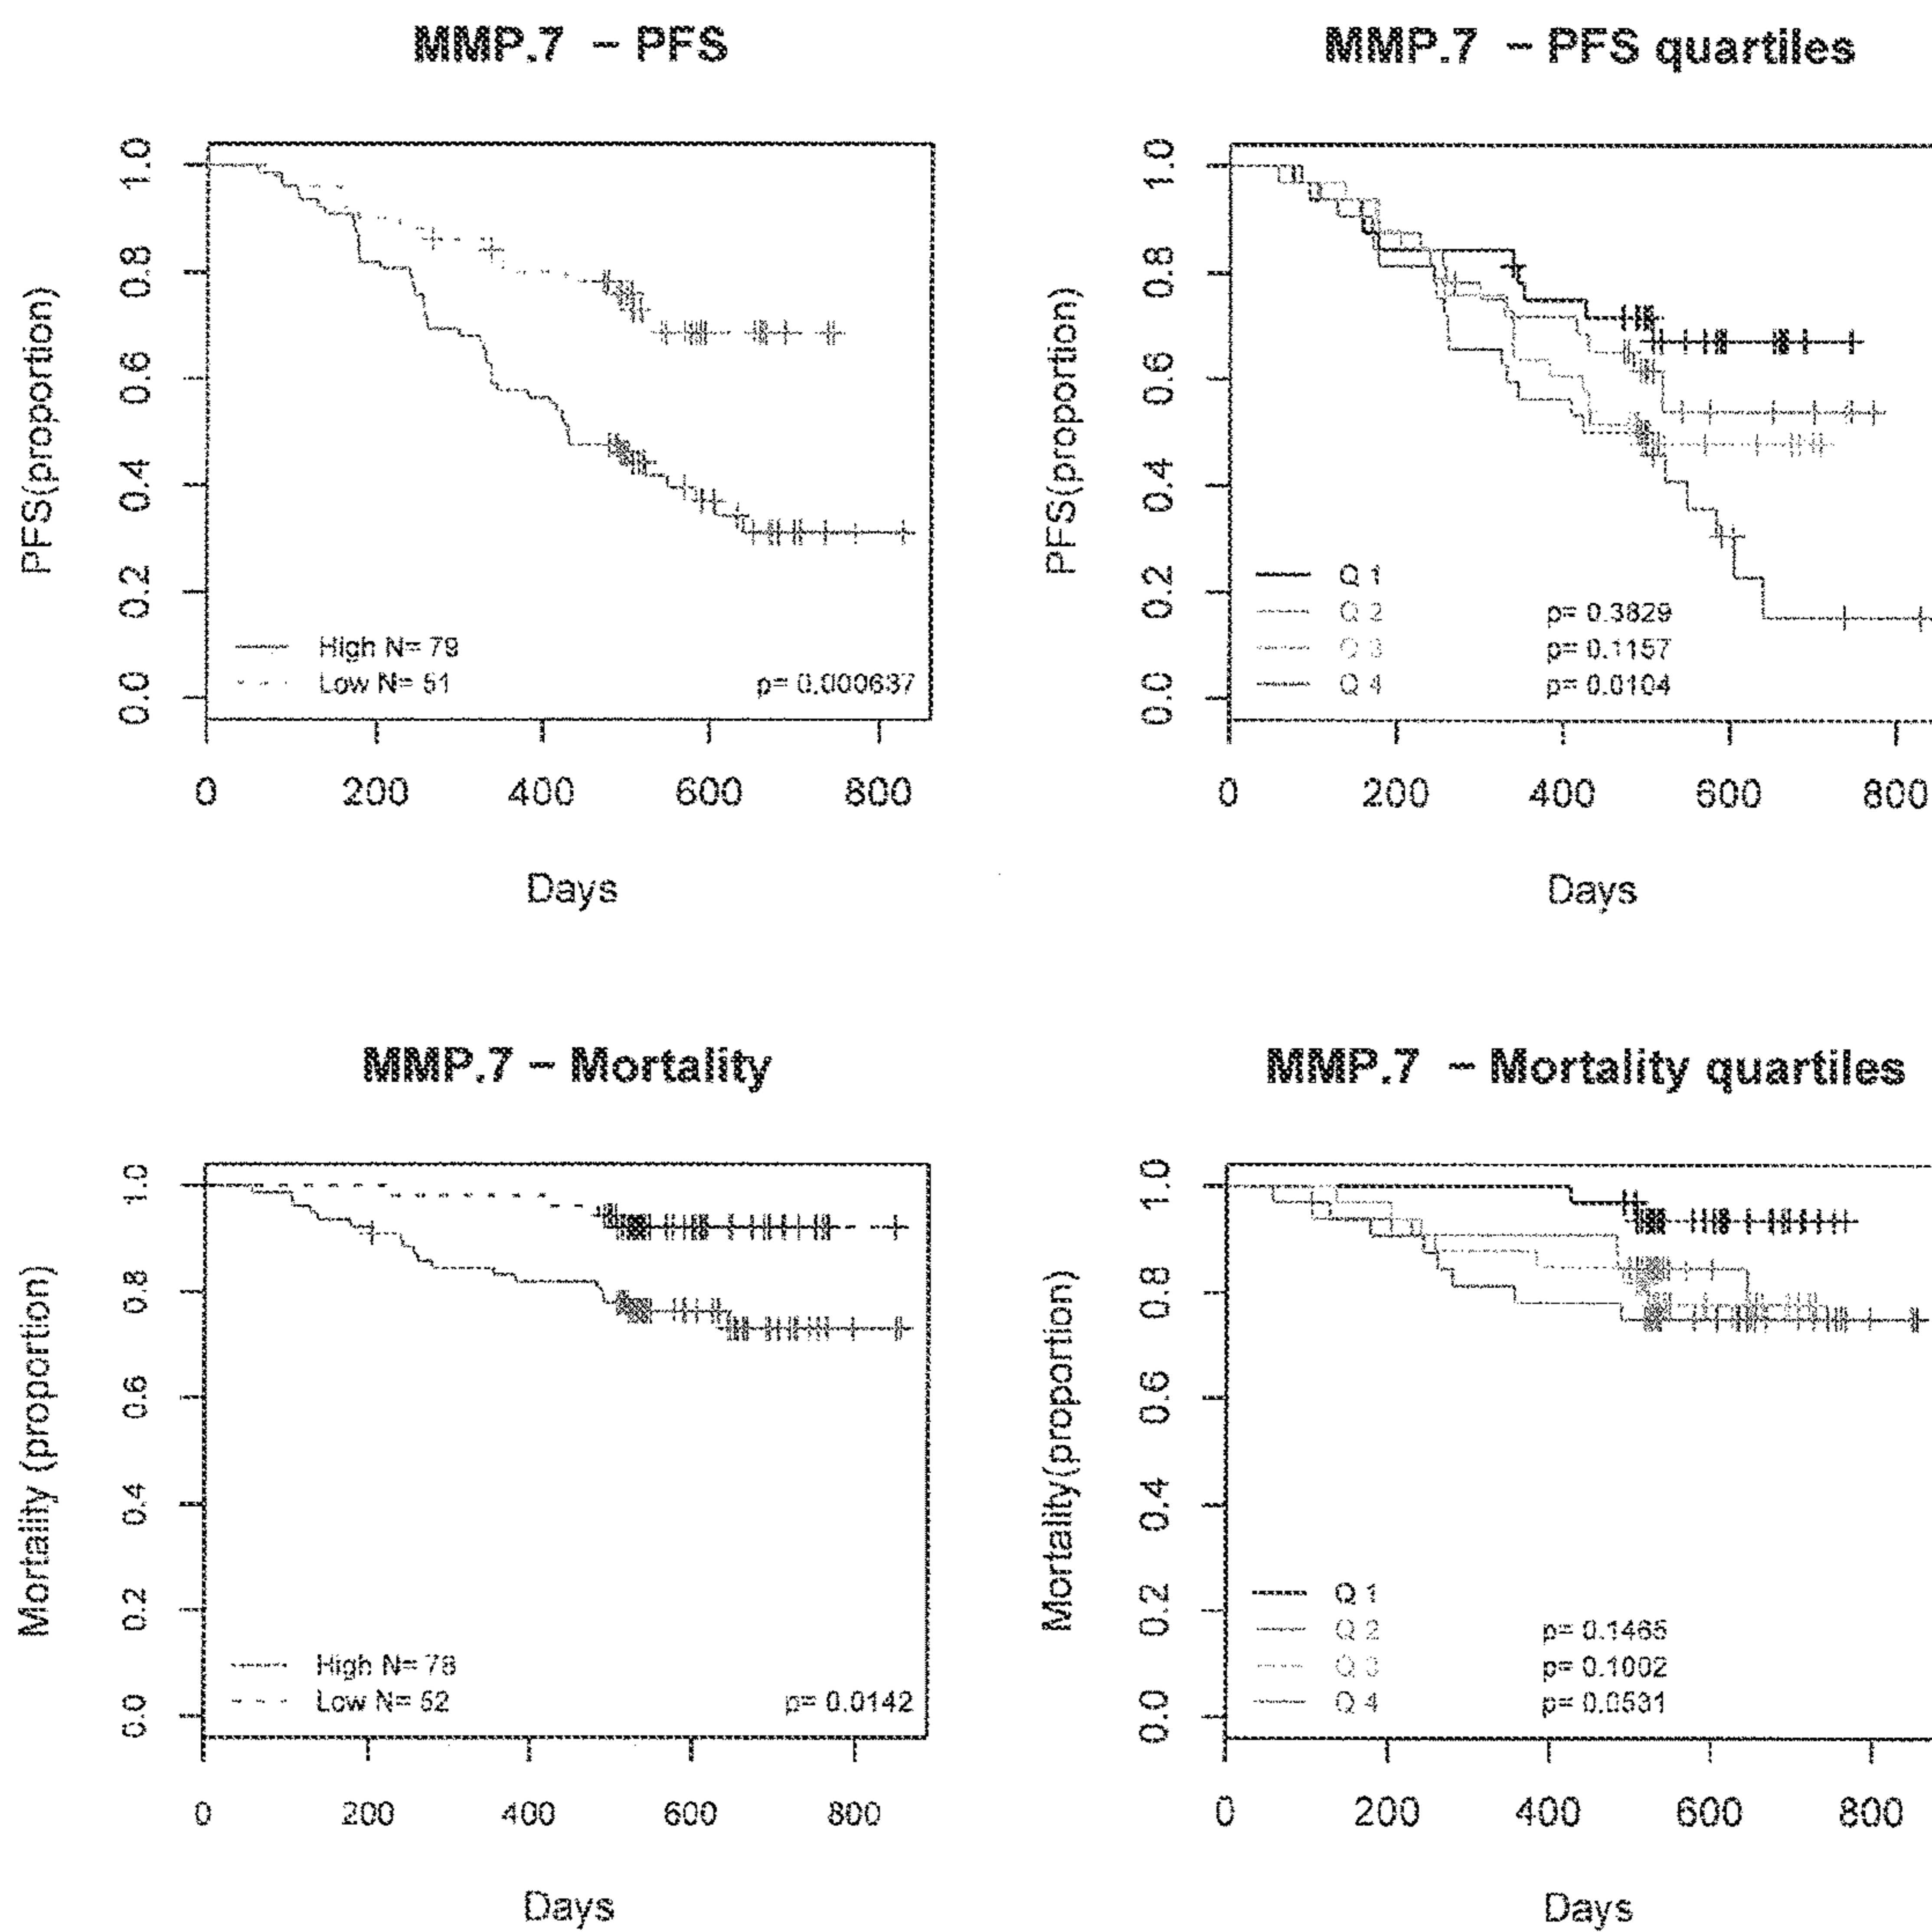 MMP.7 – PFS
PFS(proportion)
1.0
0.8
0.6
0.4
0.2
0.0
High N= 79
Low N= 51
p= 0.000637
0 200 400 600 800
Days
MMP.7 – PFS quartiles
PFS(proportion)
1.0
0.8
0.6
0.4
0.2
0.0
Q 1
Q 2 p= 0.3829
Q 3 p= 0.1157
Q 4 p= 0.0104
0 200 400 600 800
Days
MMP.7 – Mortality
Mortality (proportion)
1.0
0.8
0.6
0.4
0.2
0.0
High N= 78
Low N= 52
p= 0.0142
0 200 400 600 800
Days
MMP.7 – Mortality quartiles
Mortality(proportion)
1.0
0.8
0.6
0.4
0.2
0.0
Q 1
Q 2 p= 0.1465
Q 3 p= 0.1002
Q 4 p= 0.0531
0 200 400 600 800
Days